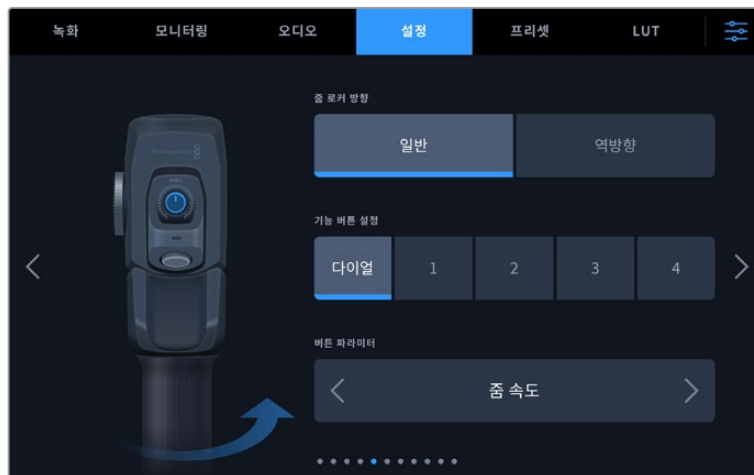 녹화 모니터링 오디오 설정 프리셋 LUT
줌 로커 방향
일반 역방향
기능 버튼 설정
다이얼 1 2 3 4
버튼 파라미터
줌 속도